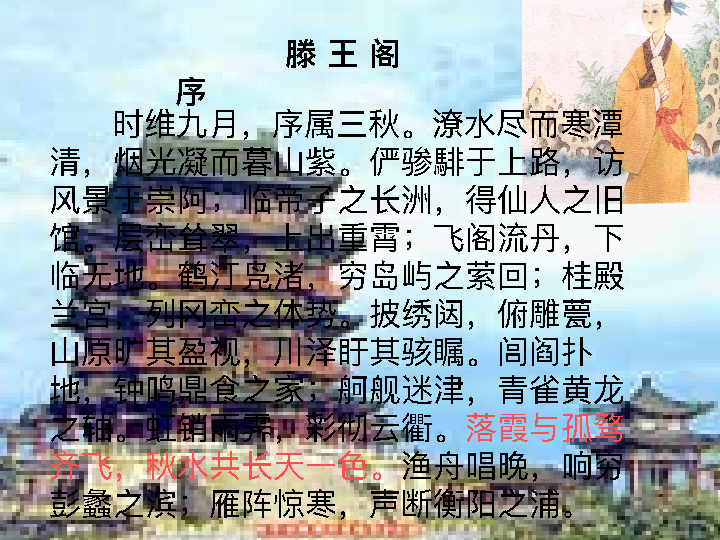 滕 王 阁
序
时维九月，序属三秋。潦水尽而寒潭
清，烟光凝而暮山紫。俨骖騑于上路，访
风景于崇阿；临帝子之长洲，得仙人之旧
馆。层峦耸翠，上出重霄；飞阁流丹，下
临无地。鹤汀凫渚，穷岛屿之萦回；桂殿
兰宫，列冈峦之体势。披绣闼，俯雕甍，
山原旷其盈视，川泽盱其骇瞩。闾阎扑
地，钟鸣鼎食之家；舸舰迷津，青雀黄龙
之轴。虹销雨霁，彩彻云衢。落霞与孤骛
齐飞，秋水共长天一色。渔舟唱晚，响穷
彭蠡之滨；雁阵惊寒，声断衡阳之浦。